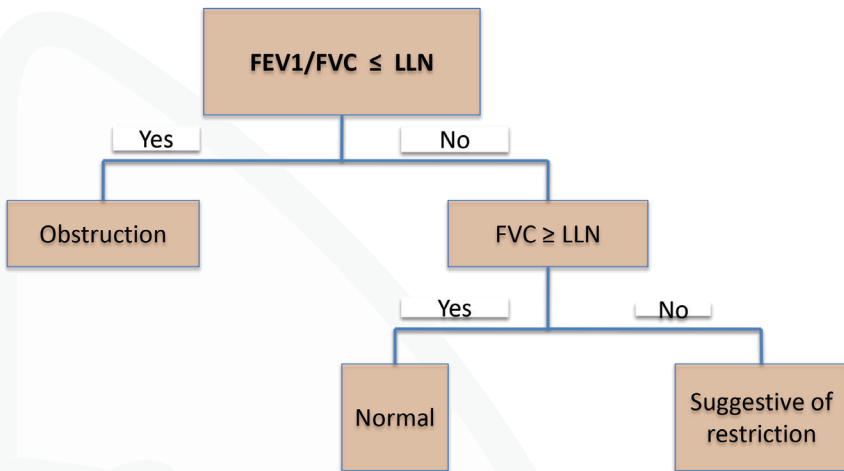 FEV1/FVC ≤ LLN
Yes
No
Obstruction
FVC ≥ LLN
Yes
No
Normal
Suggestive of
restriction